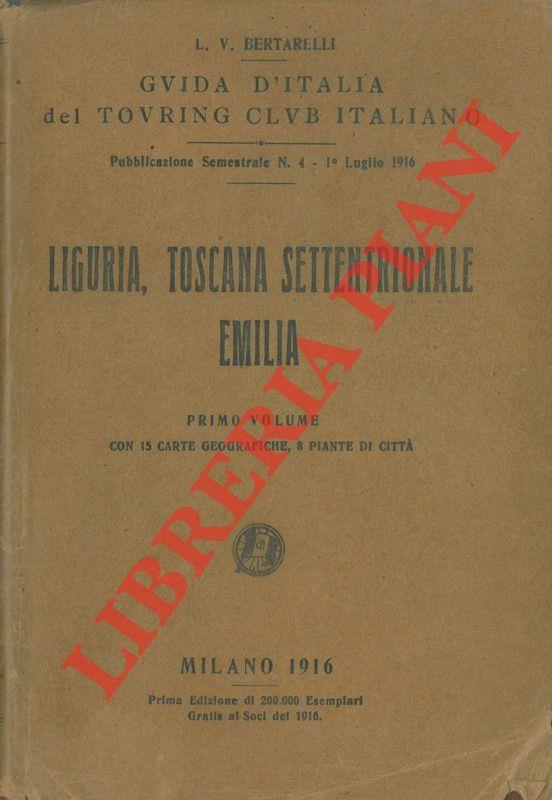 L. V. BERTARELLI
GVIDA D'ITALIA
del TOVRING CLVB ITALIANO
Pubblicazione Semestrale N. 4 - 1º Luglio 1916
LIGURIA, TOSCANA SETTENTRIONALE
EMILIA
PRIMO VOLUME
CON 15 CARTE GEOGRAFICHE, 8 PIANTE DI CITTÀ
MILANO 1916
Prima Edizione di 200.000 Esemplari
Gratis ai Soci del 1916.
LIBRERIA PIANI